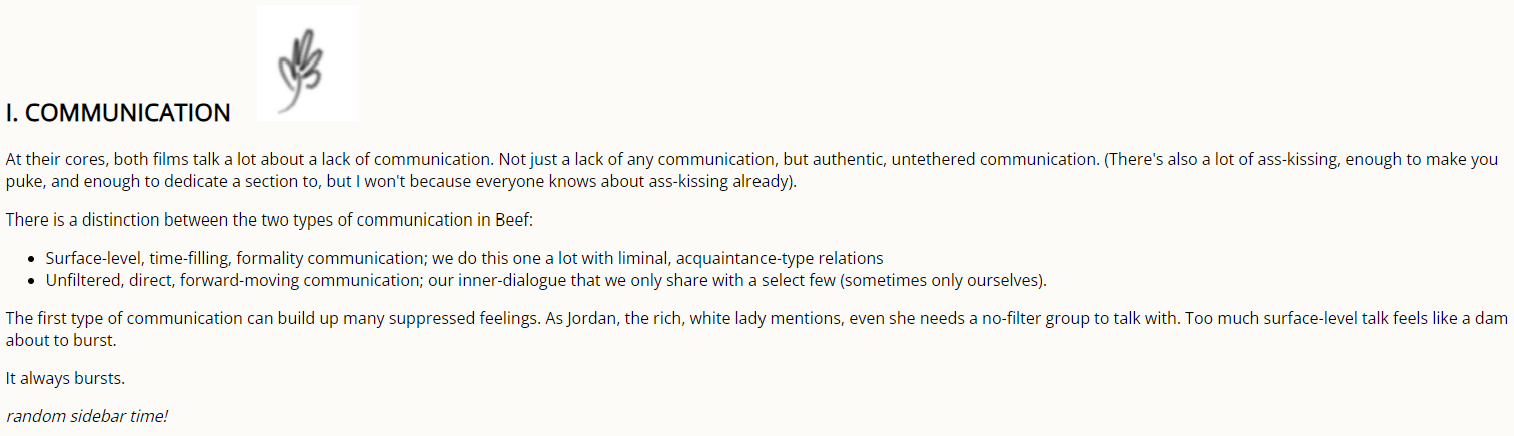 I. COMMUNICATION
At their cores, both films talk a lot about a lack of communication. Not just a lack of any communication, but authentic, untethered communication. (There's also a lot of ass-kissing, enough to make you
puke, and enough to dedicate a section to, but I won't because everyone knows about ass-kissing already).
There is a distinction between the two types of communication in Beef:
• Surface-level, time-filling, formality communication; we do this one a lot with liminal, acquaintance-type relations
• Unfiltered, direct, forward-moving communication; our inner-dialogue that we only share with a select few (sometimes only ourselves).
The first type of communication can build up many suppressed feelings. As Jordan, the rich, white lady mentions, even she needs a no-filter group to talk with. Too much surface-level talk feels like a dam
about to burst.
It always bursts.
random sidebar time!